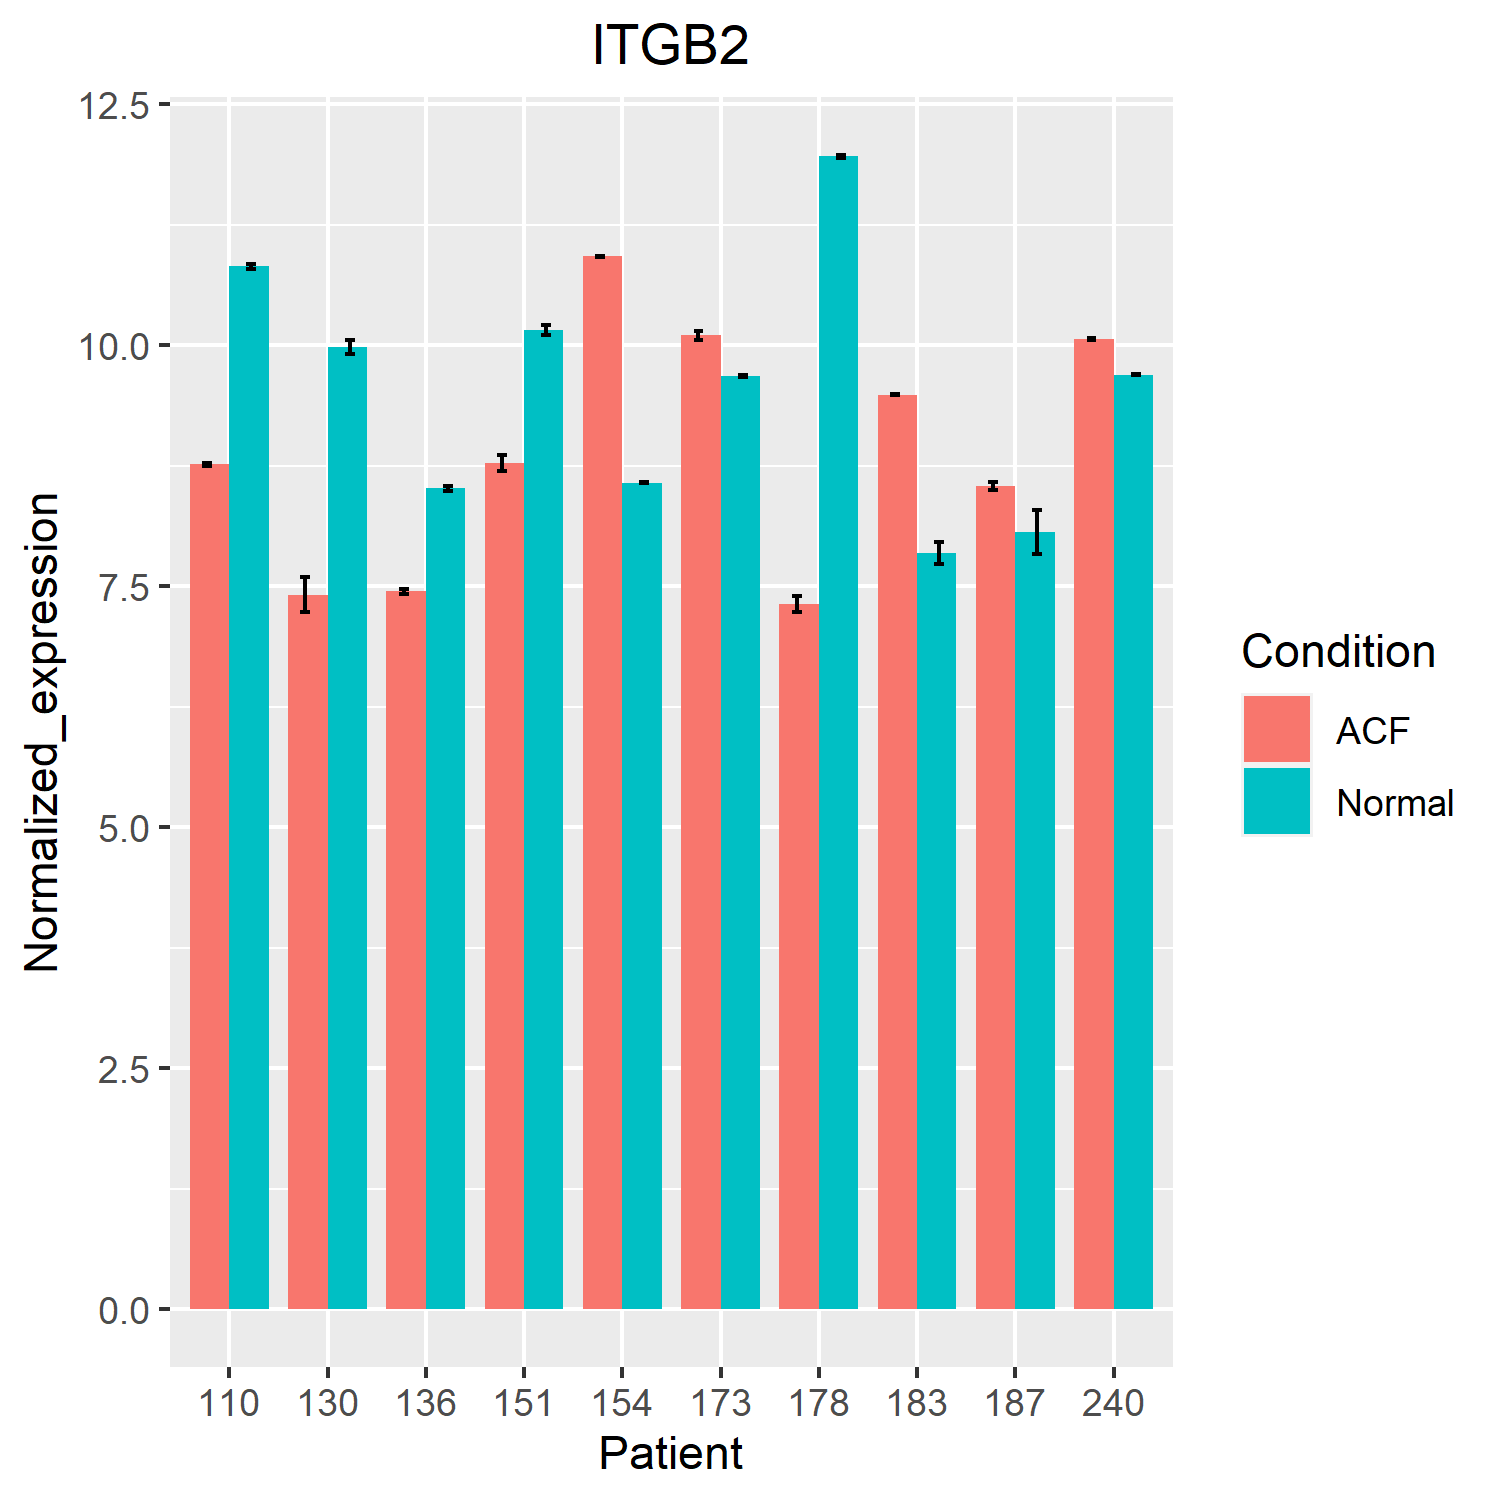 ITGB2
12.5
10.0
7.5
5.0
2.5
0.0
Normalized_expression
110 130 136 151 154 173 178 183 187 240
Patient
Condition
ACF
Normal